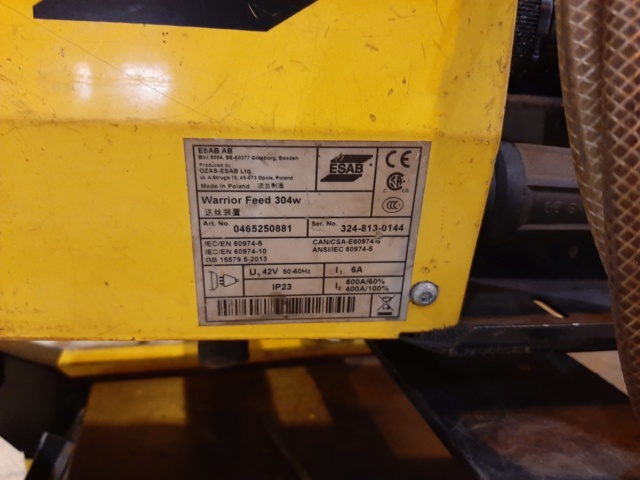 ESAB AB
Box 8004, SE-40277 Göteborg, Sweden
Produced by
OZAS-ESAB Ltd.
ul. A.Struga 10, 45-073 Opole, Poland
Made in Poland 波兰制造
ESAB
CE
Warrior Feed 304w
送丝装置
Art. No. 0465250881
Ser. No. 324-813-0144
IEC/EN 60974-5
IEC/EN 60974-10
GB 15579.5-2013
CAN/CSA-E60974-5
ANSI/IEC 60974-5
U₁ 42V 50-60Hz
I₁ 6A
IP23
I₂ 500A/60%
400A/100%